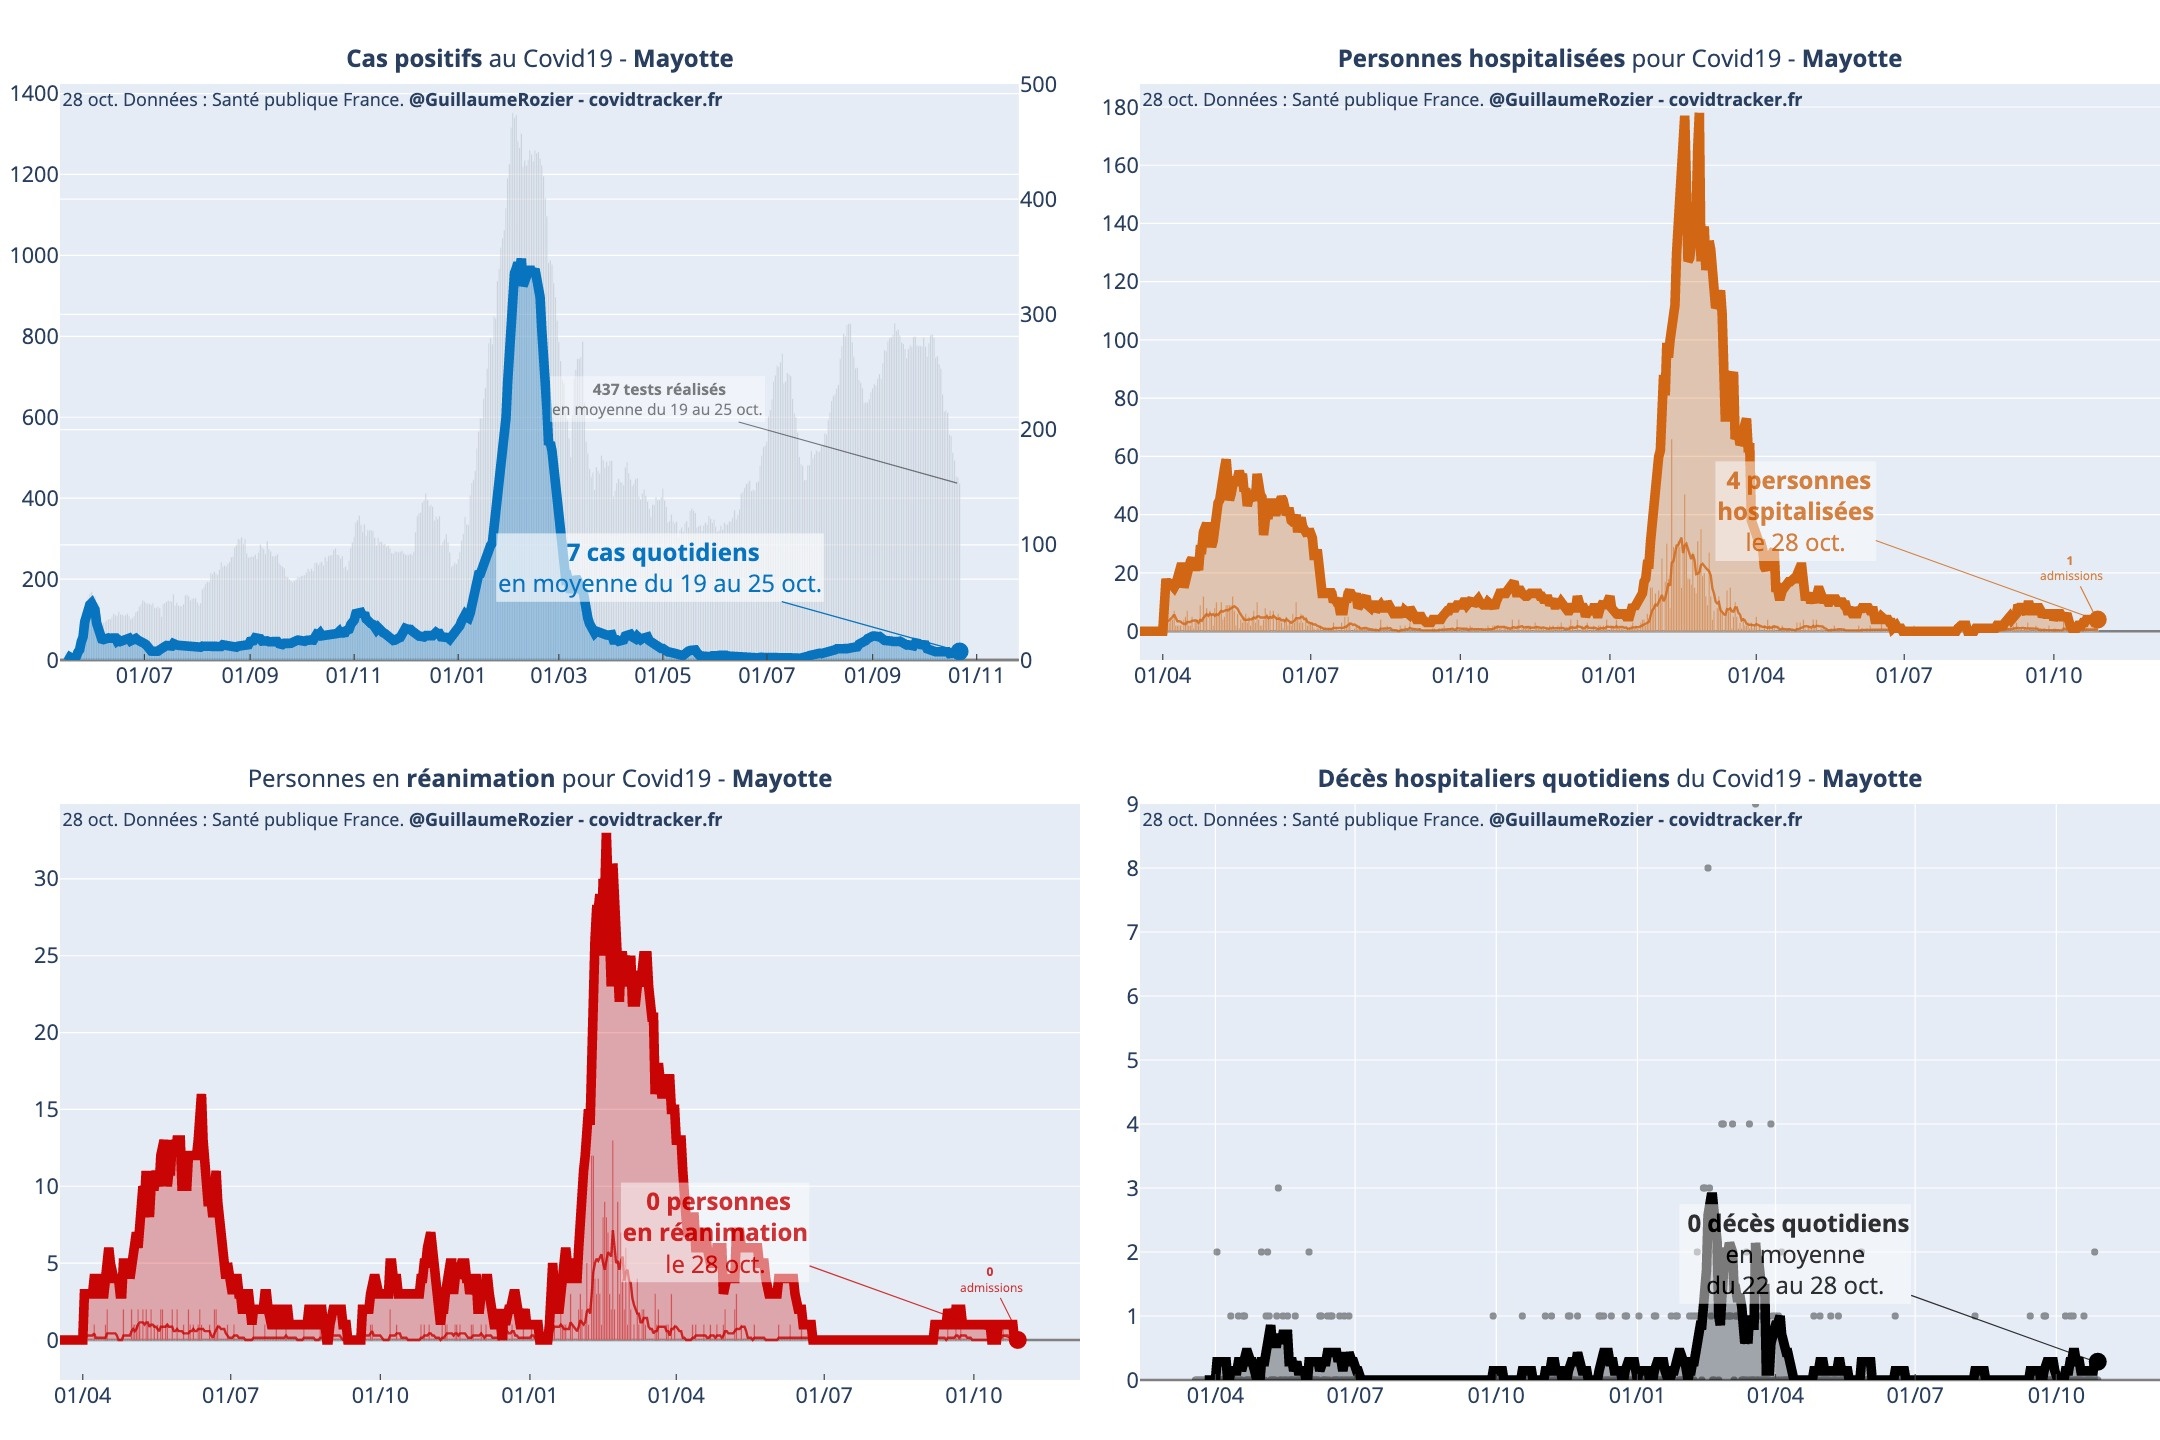 Cas positifs au Covid19 - Mayotte
28 oct. Données : Santé publique France. @GuillaumeRozier - covidtracker.fr
1400
1200
1000
800
600
400
200
0
500
400
300
200
100
0
437 tests réalisés
en moyenne du 19 au 25 oct.
7 cas quotidiens
en moyenne du 19 au 25 oct.
01/07 01/09 01/11 01/01 01/03 01/05 01/07 01/09 01/11
Personnes hospitalisées pour Covid19 - Mayotte
28 oct. Données : Santé publique France. @GuillaumeRozier - covidtracker.fr
180
160
140
120
100
80
60
40
20
0
4 personnes
hospitalisées
le 28 oct.
1
admissions
01/04 01/07 01/10 01/01 01/04 01/07 01/10
Personnes en réanimation pour Covid19 - Mayotte
28 oct. Données : Santé publique France. @GuillaumeRozier - covidtracker.fr
30
25
20
15
10
5
0
0 personnes
en réanimation
le 28 oct.
0
admissions
01/04 01/07 01/10 01/01 01/04 01/07 01/10
Décès hospitaliers quotidiens du Covid19 - Mayotte
28 oct. Données : Santé publique France. @GuillaumeRozier - covidtracker.fr
9
8
7
6
5
4
3
2
1
0
0 décès quotidiens
en moyenne
du 22 au 28 oct.
01/04 01/07 01/10 01/01 01/04 01/07 01/10